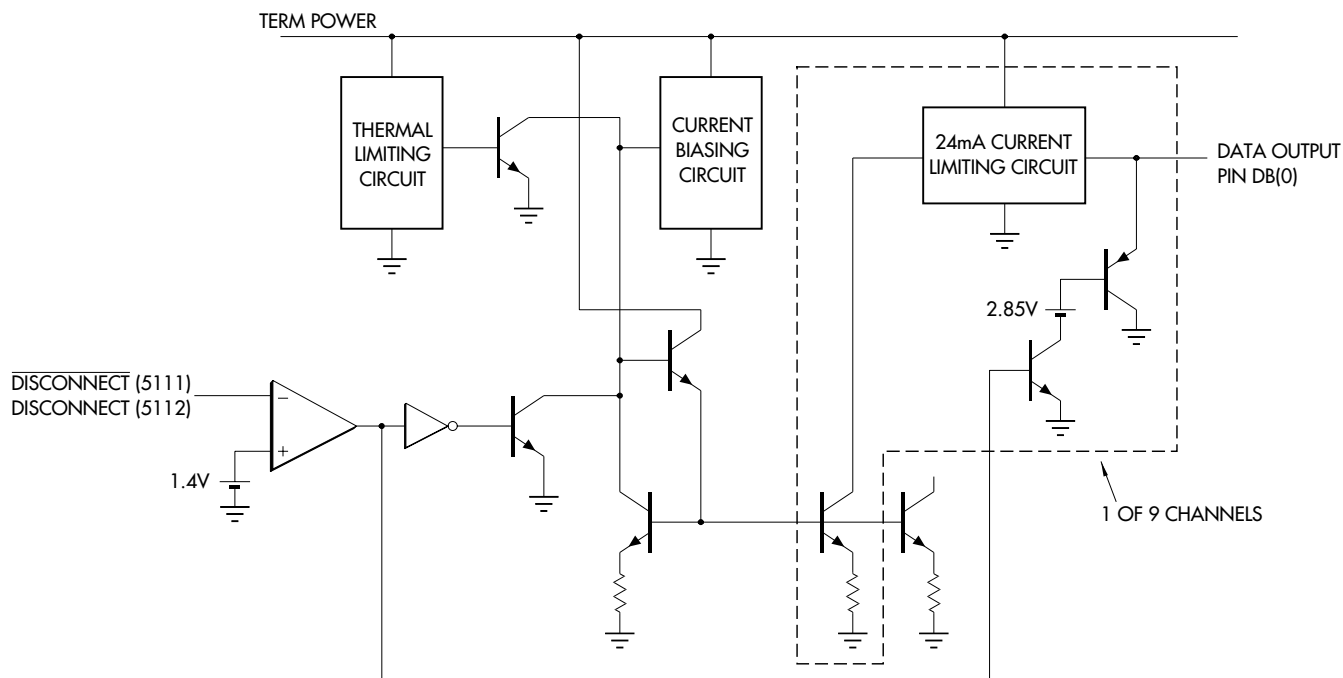 TERM POWER
THERMAL
LIMITING
CIRCUIT
CURRENT
BIASING
CIRCUIT
24mA CURRENT
LIMITING CIRCUIT
DATA OUTPUT
PIN DB(0)
2.85V
DISCONNECT (5111)
DISCONNECT (5112)
−
+
1.4V
1 OF 9 CHANNELS